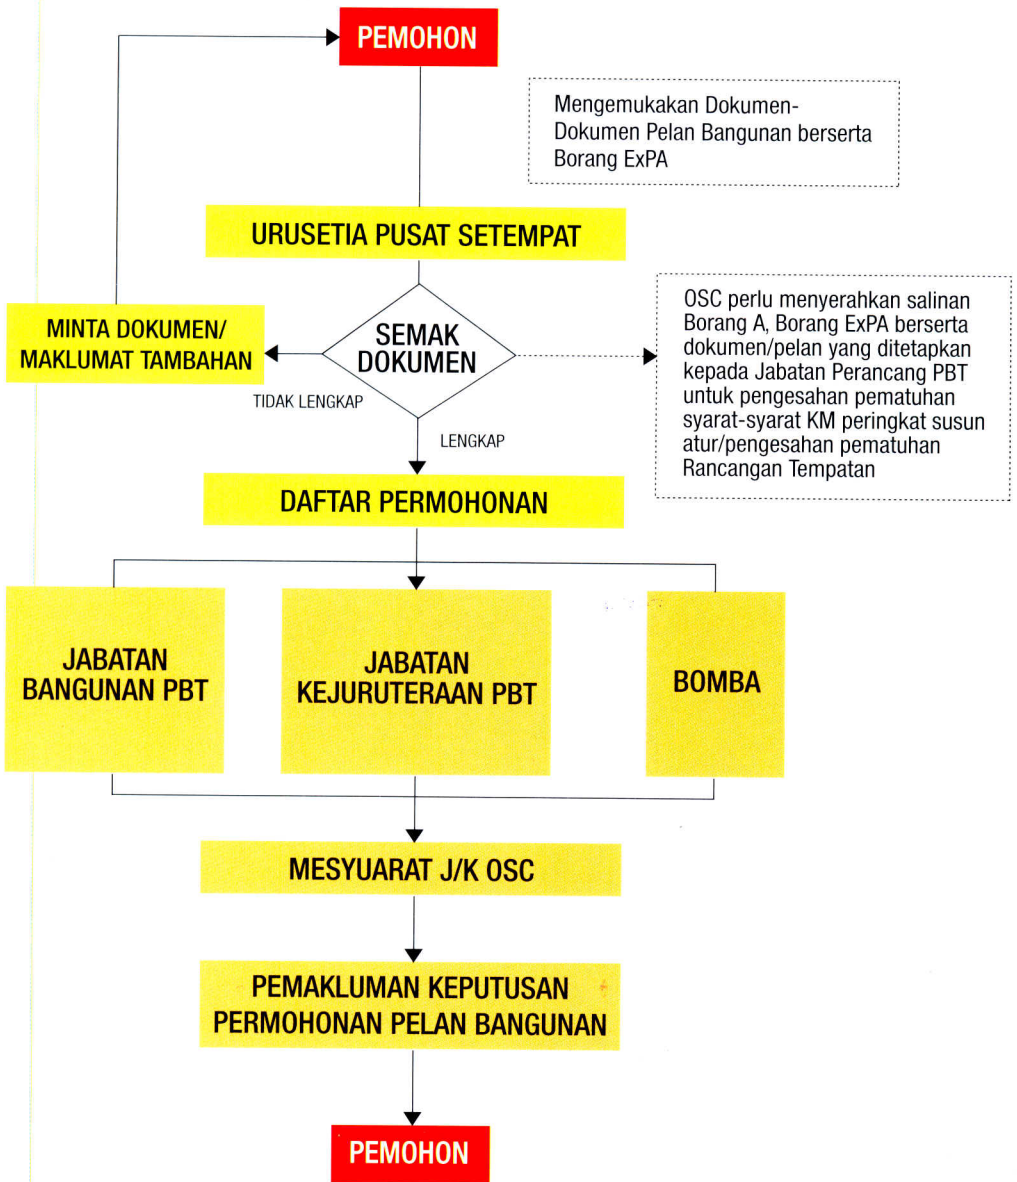 PEMOHON
Mengemukakan Dokumen-
Dokumen Pelan Bangunan berserta
Borang ExPA
URUSETIA PUSAT SETEMPAT
MINTA DOKUMEN/
MAKLUMAT TAMBAHAN
SEMAK
DOKUMEN
OSC perlu menyerahkan salinan
Borang A, Borang ExPA berserta
dokumen/pelan yang ditetapkan
kepada Jabatan Perancang PBT
untuk pengesahan pematuhan
syarat-syarat KM peringkat susun
atur/pengesahan pematuhan
Rancangan Tempatan
TIDAK LENGKAP
LENGKAP
DAFTAR PERMOHONAN
JABATAN
BANGUNAN PBT
JABATAN
KEJURUTERAAN PBT
BOMBA
MESYUARAT J/K OSC
PEMAKLUMAN KEPUTUSAN
PERMOHONAN PELAN BANGUNAN
PEMOHON